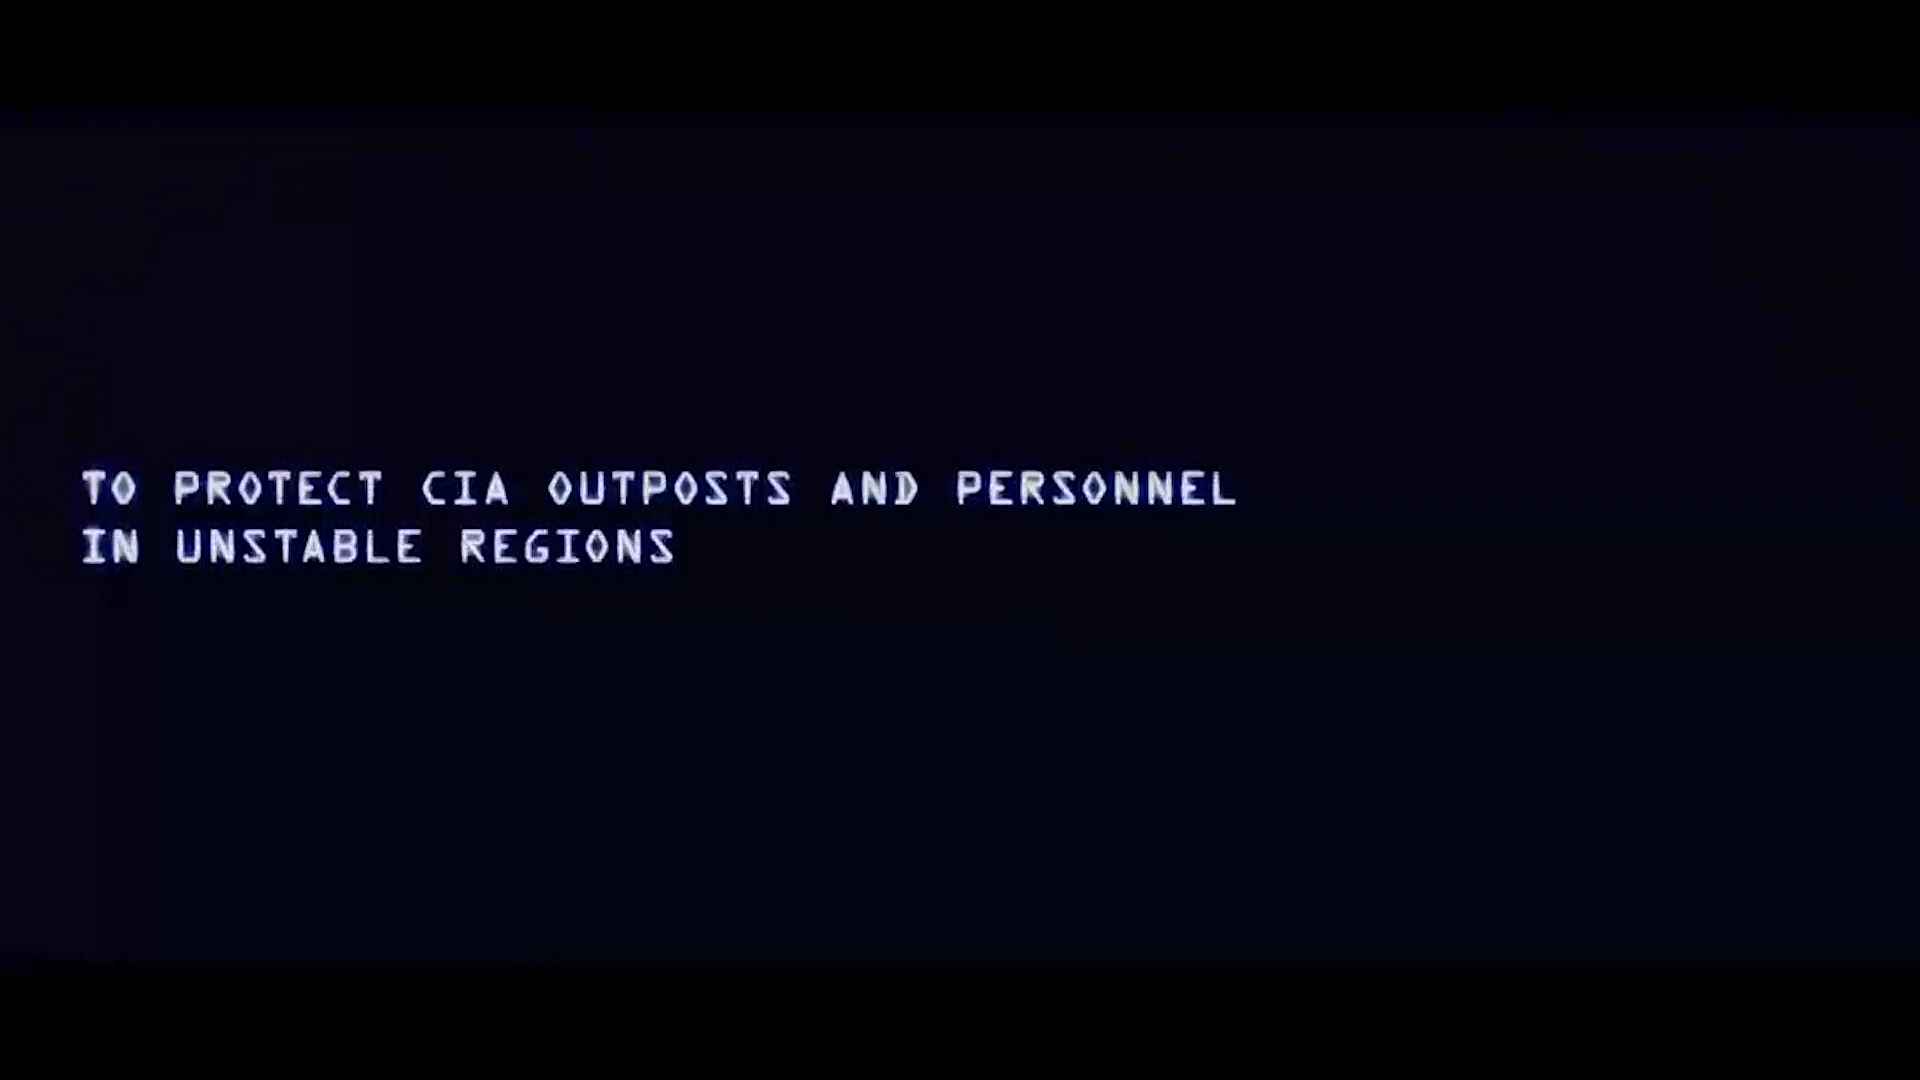 TO PROTECT CIA OUTPOSTS AND PERSONNEL
IN UNSTABLE REGIONS